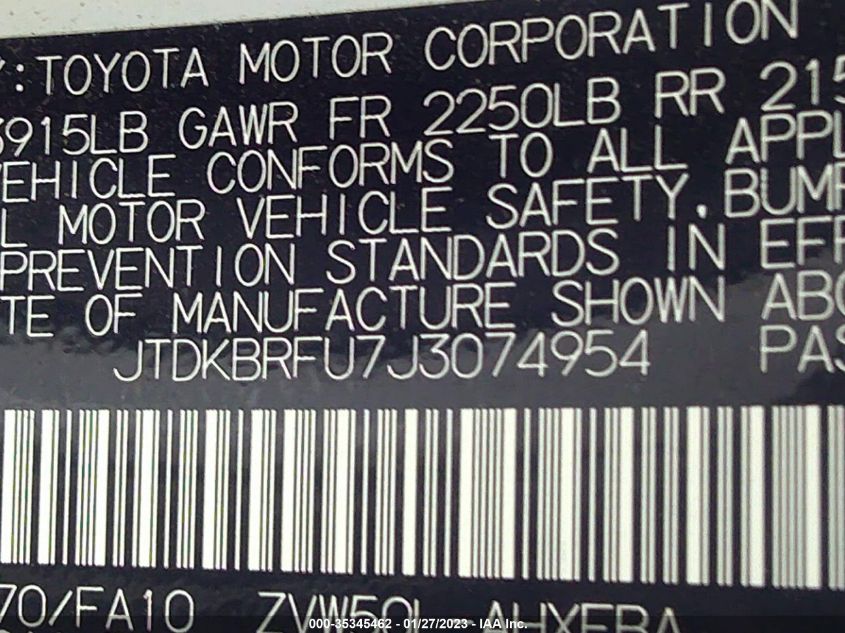 Y:TOYOTA MOTOR CORPORATION
3915LB GAWR FR 2250LB RR 215
VEHICLE CONFORMS TO ALL APPL
L MOTOR VEHICLE SAFETY,BUMP
PREVENTION STANDARDS IN EFF
TE OF MANUFACTURE SHOWN ABO
JTDKBRFU7J3074954 PAS
70/FA10 ZVW50L AHXEBA
000-35345462 - 01/27/2023 - IAA Inc.